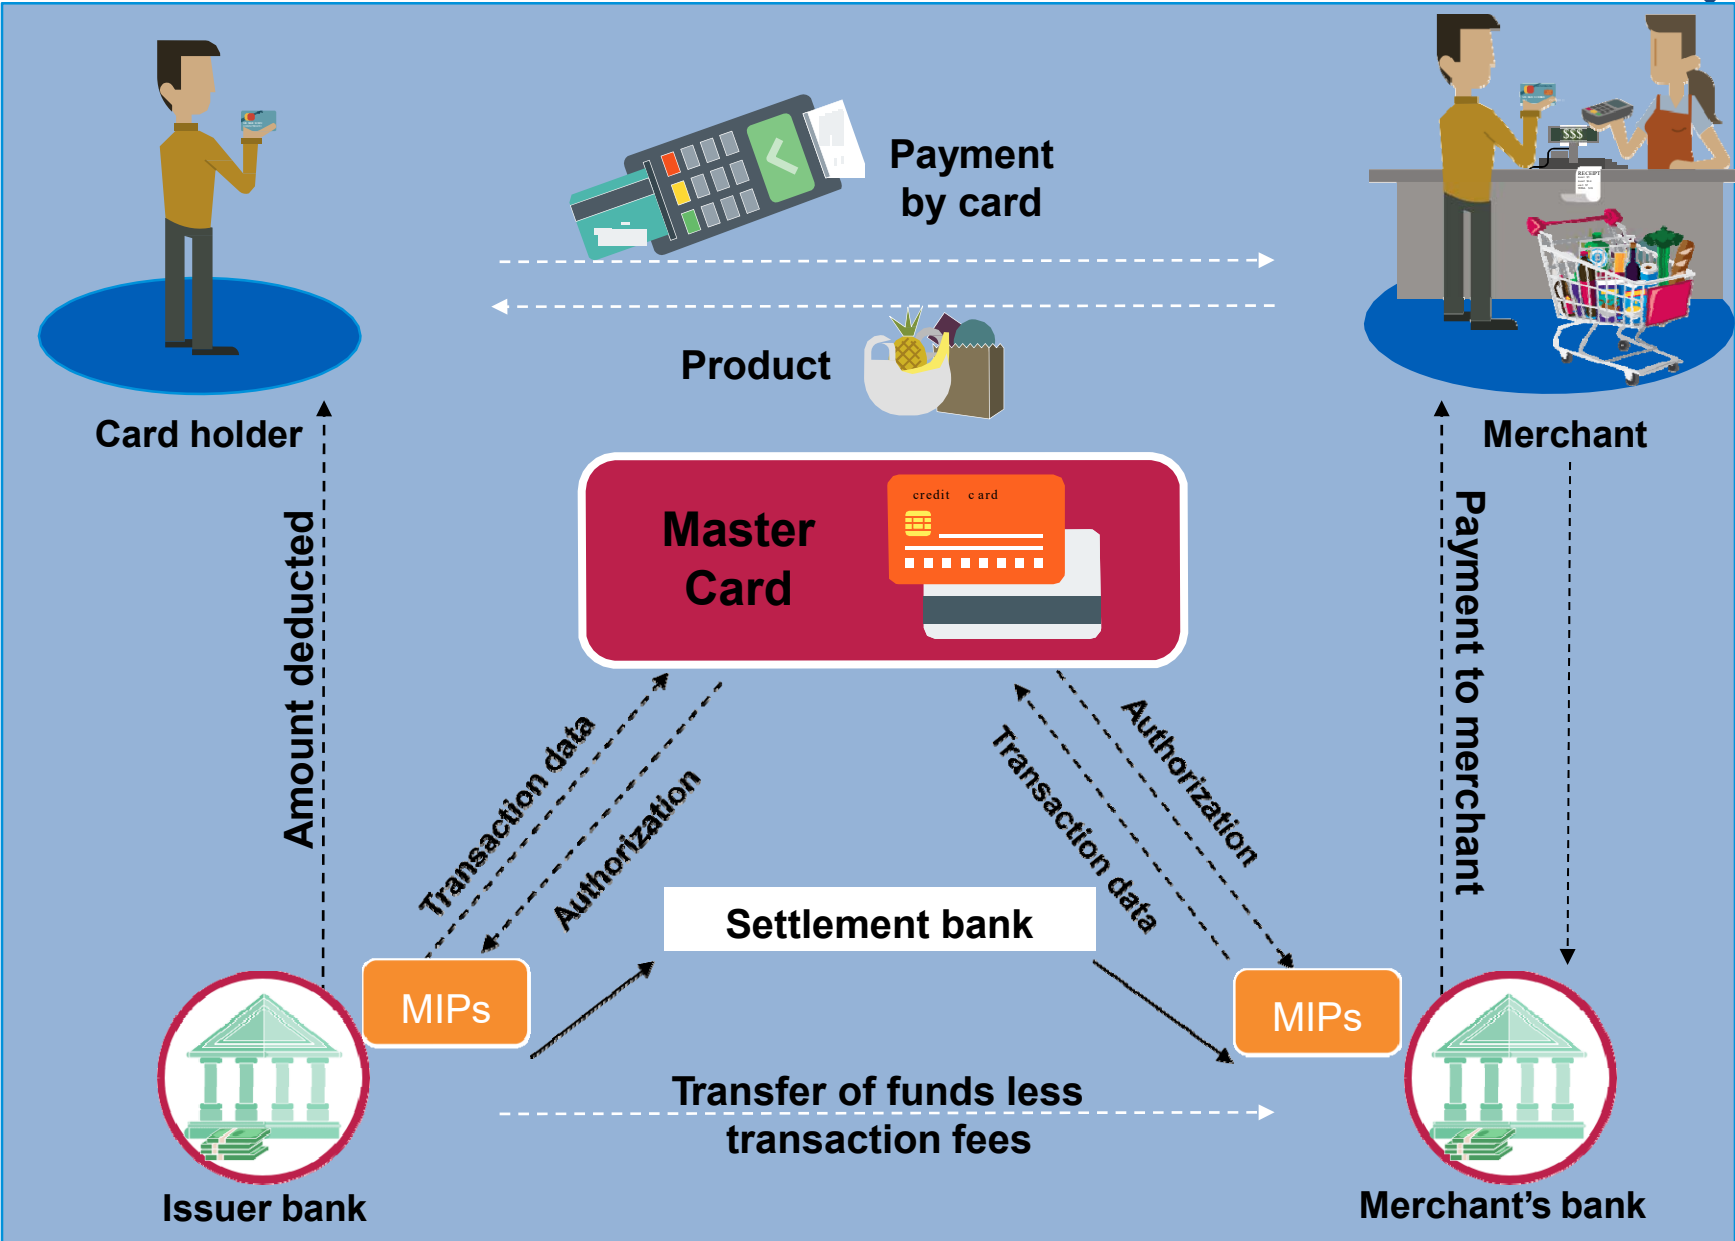 Payment
by card
$$$
RECEIPT
Product
Card holder
Merchant
credit card
Master
Card
Amount deducted
Payment to merchant
Transaction data
Authorization
Authorization
Transaction data
Settlement bank
MIPs
MIPs
Transfer of funds less
transaction fees
Issuer bank
Merchant’s bank